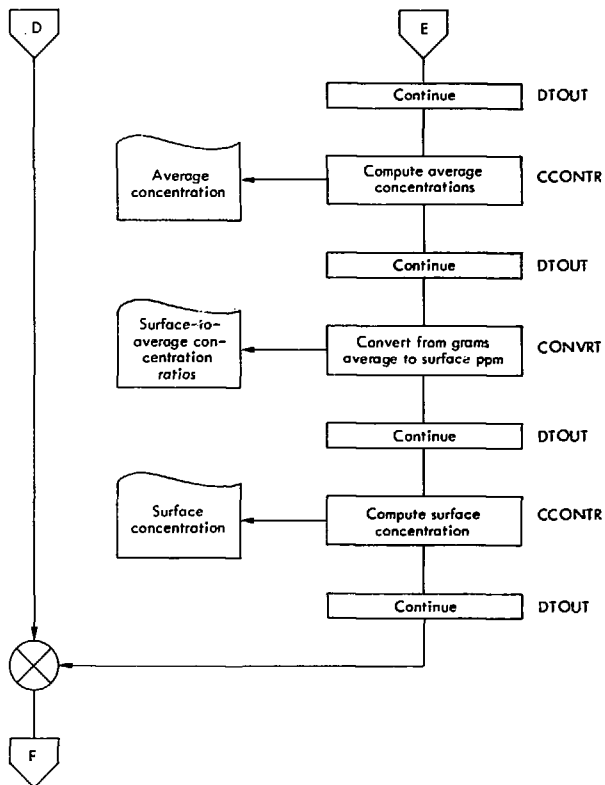 D
E
Continue
DTOUT
Average
concentration
Compute average
concentrations
CCONTR
Continue
DTOUT
Surface-to-
average con-
centration
ratios
Convert from grams
average to surface ppm
CONVRT
Continue
DTOUT
Surface
concentration
Compute surface
concentration
CCONTR
Continue
DTOUT
F